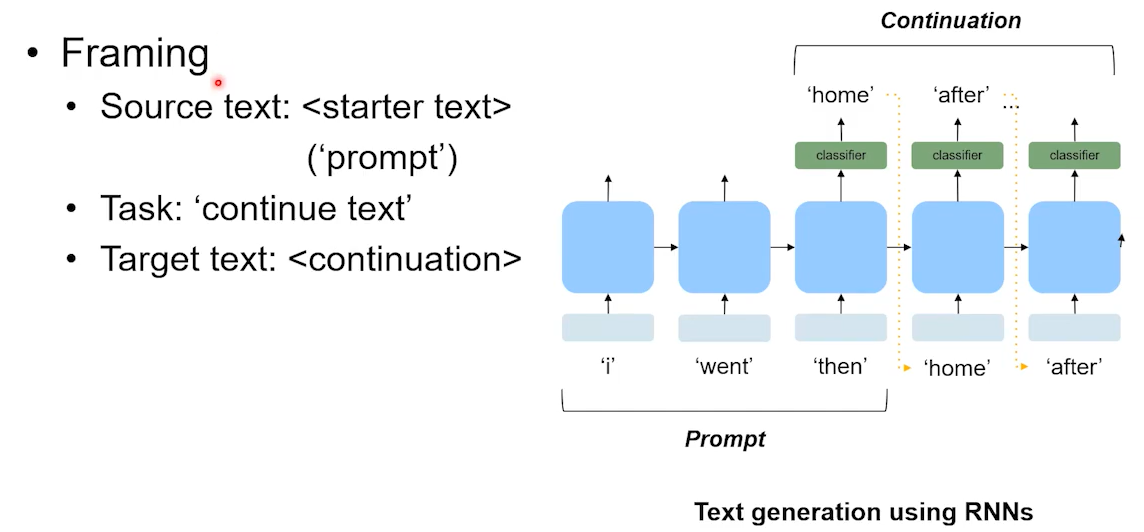 • Framing
• Source text: <starter text>
(‘prompt’)
• Task: ‘continue text’
• Target text: <continuation>
Continuation
‘home’ ‘after’ ...
classifier classifier classifier
‘i’ ‘went’ ‘then’ ‘home’ ‘after’
Prompt
Text generation using RNNs